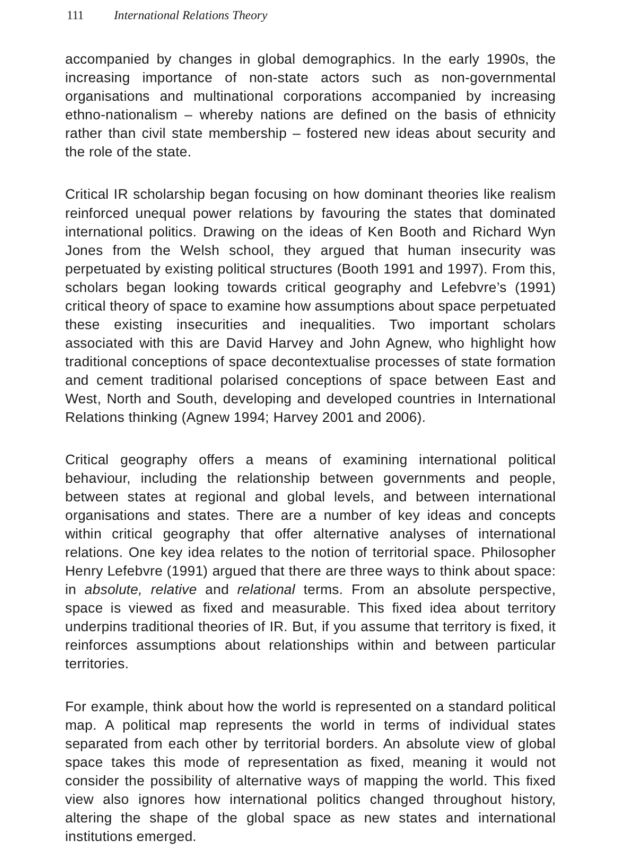 111 International Relations Theory
accompanied by changes in global demographics. In the early 1990s, the
increasing importance of non-state actors such as non-governmental
organisations and multinational corporations accompanied by increasing
ethno-nationalism – whereby nations are defined on the basis of ethnicity
rather than civil state membership – fostered new ideas about security and
the role of the state.
Critical IR scholarship began focusing on how dominant theories like realism
reinforced unequal power relations by favouring the states that dominated
international politics. Drawing on the ideas of Ken Booth and Richard Wyn
Jones from the Welsh school, they argued that human insecurity was
perpetuated by existing political structures (Booth 1991 and 1997). From this,
scholars began looking towards critical geography and Lefebvre's (1991)
critical theory of space to examine how assumptions about space perpetuated
these existing insecurities and inequalities. Two important scholars
associated with this are David Harvey and John Agnew, who highlight how
traditional conceptions of space decontextualise processes of state formation
and cement traditional polarised conceptions of space between East and
West, North and South, developing and developed countries in International
Relations thinking (Agnew 1994; Harvey 2001 and 2006).
Critical geography offers a means of examining international political
behaviour, including the relationship between governments and people,
between states at regional and global levels, and between international
organisations and states. There are a number of key ideas and concepts
within critical geography that offer alternative analyses of international
relations. One key idea relates to the notion of territorial space. Philosopher
Henry Lefebvre (1991) argued that there are three ways to think about space:
in absolute, relative and relational terms. From an absolute perspective,
space is viewed as fixed and measurable. This fixed idea about territory
underpins traditional theories of IR. But, if you assume that territory is fixed, it
reinforces assumptions about relationships within and between particular
territories.
For example, think about how the world is represented on a standard political
map. A political map represents the world in terms of individual states
separated from each other by territorial borders. An absolute view of global
space takes this mode of representation as fixed, meaning it would not
consider the possibility of alternative ways of mapping the world. This fixed
view also ignores how international politics changed throughout history,
altering the shape of the global space as new states and international
institutions emerged.